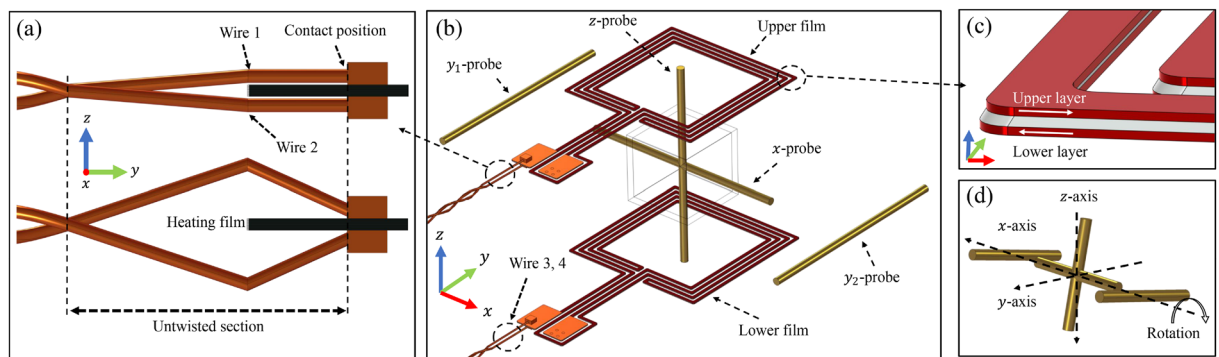 (a)
Wire 1
Contact position
z
x
y
Wire 2
Heating film
Untwisted section
(b)
z-probe
Upper film
y₁-probe
x-probe
z
y
x
Wire 3, 4
y₂-probe
Lower film
(c)
Upper layer
Lower layer
(d)
z-axis
x-axis
y-axis
Rotation